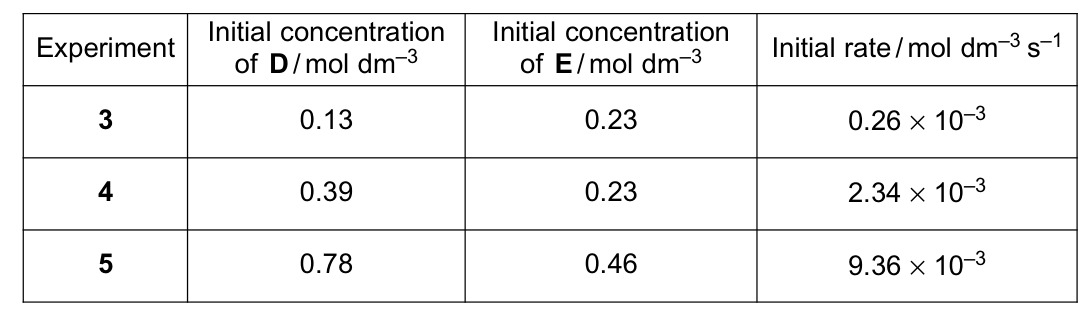 Experiment
Initial concentration
of D / mol dm⁻³
Initial concentration
of E / mol dm⁻³
Initial rate / mol dm⁻³ s⁻¹
3 0.13 0.23 0.26 × 10⁻³
4 0.39 0.23 2.34 × 10⁻³
5 0.78 0.46 9.36 × 10⁻³